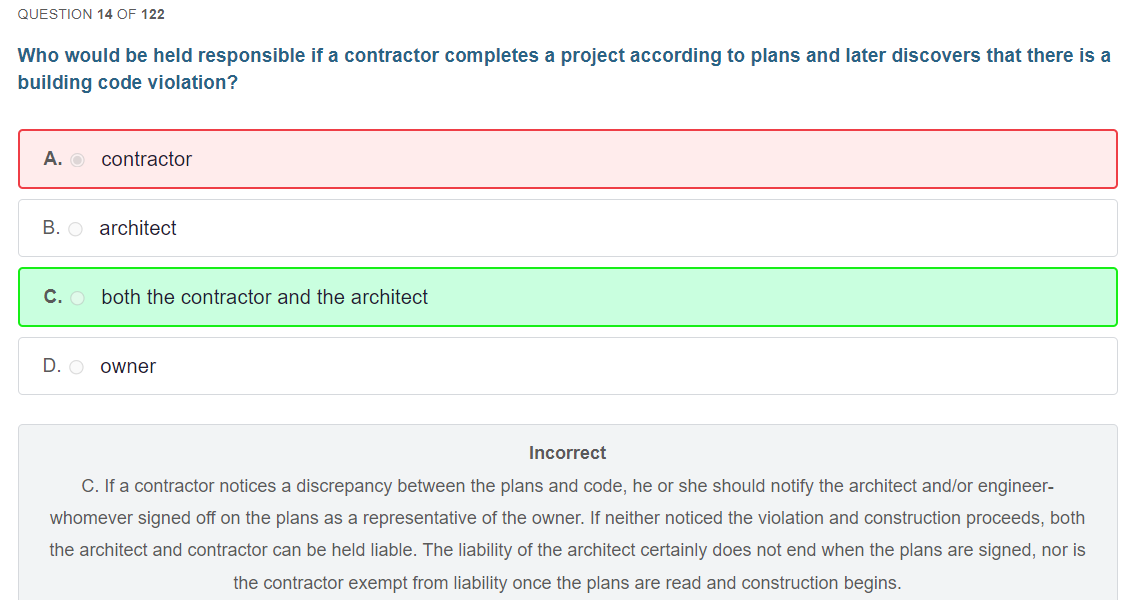 QUESTION 14 OF 122
Who would be held responsible if a contractor completes a project according to plans and later discovers that there is a
building code violation?
A. contractor
B. architect
C. both the contractor and the architect
D. owner
Incorrect
C. If a contractor notices a discrepancy between the plans and code, he or she should notify the architect and/or engineer-
whomever signed off on the plans as a representative of the owner. If neither noticed the violation and construction proceeds, both
the architect and contractor can be held liable. The liability of the architect certainly does not end when the plans are signed, nor is
the contractor exempt from liability once the plans are read and construction begins.